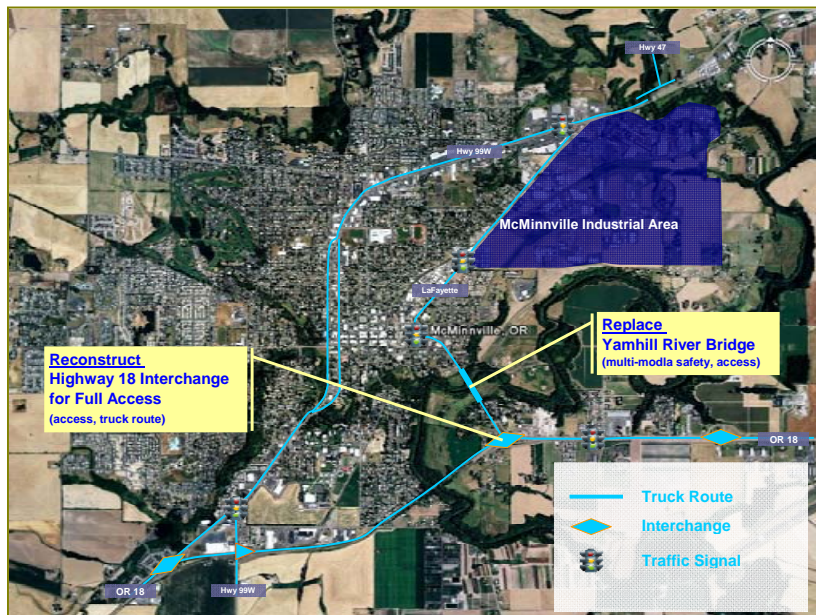 Hwy 47
Hwy 99W
McMinnville Industrial Area
LaFayette
McMinnville, OR
Replace
Yamhill River Bridge
(multi-modla safety, access)
Reconstruct
Highway 18 Interchange
for Full Access
(access, truck route)
OR 18
Truck Route
Interchange
Traffic Signal
OR 18
Hwy 99W